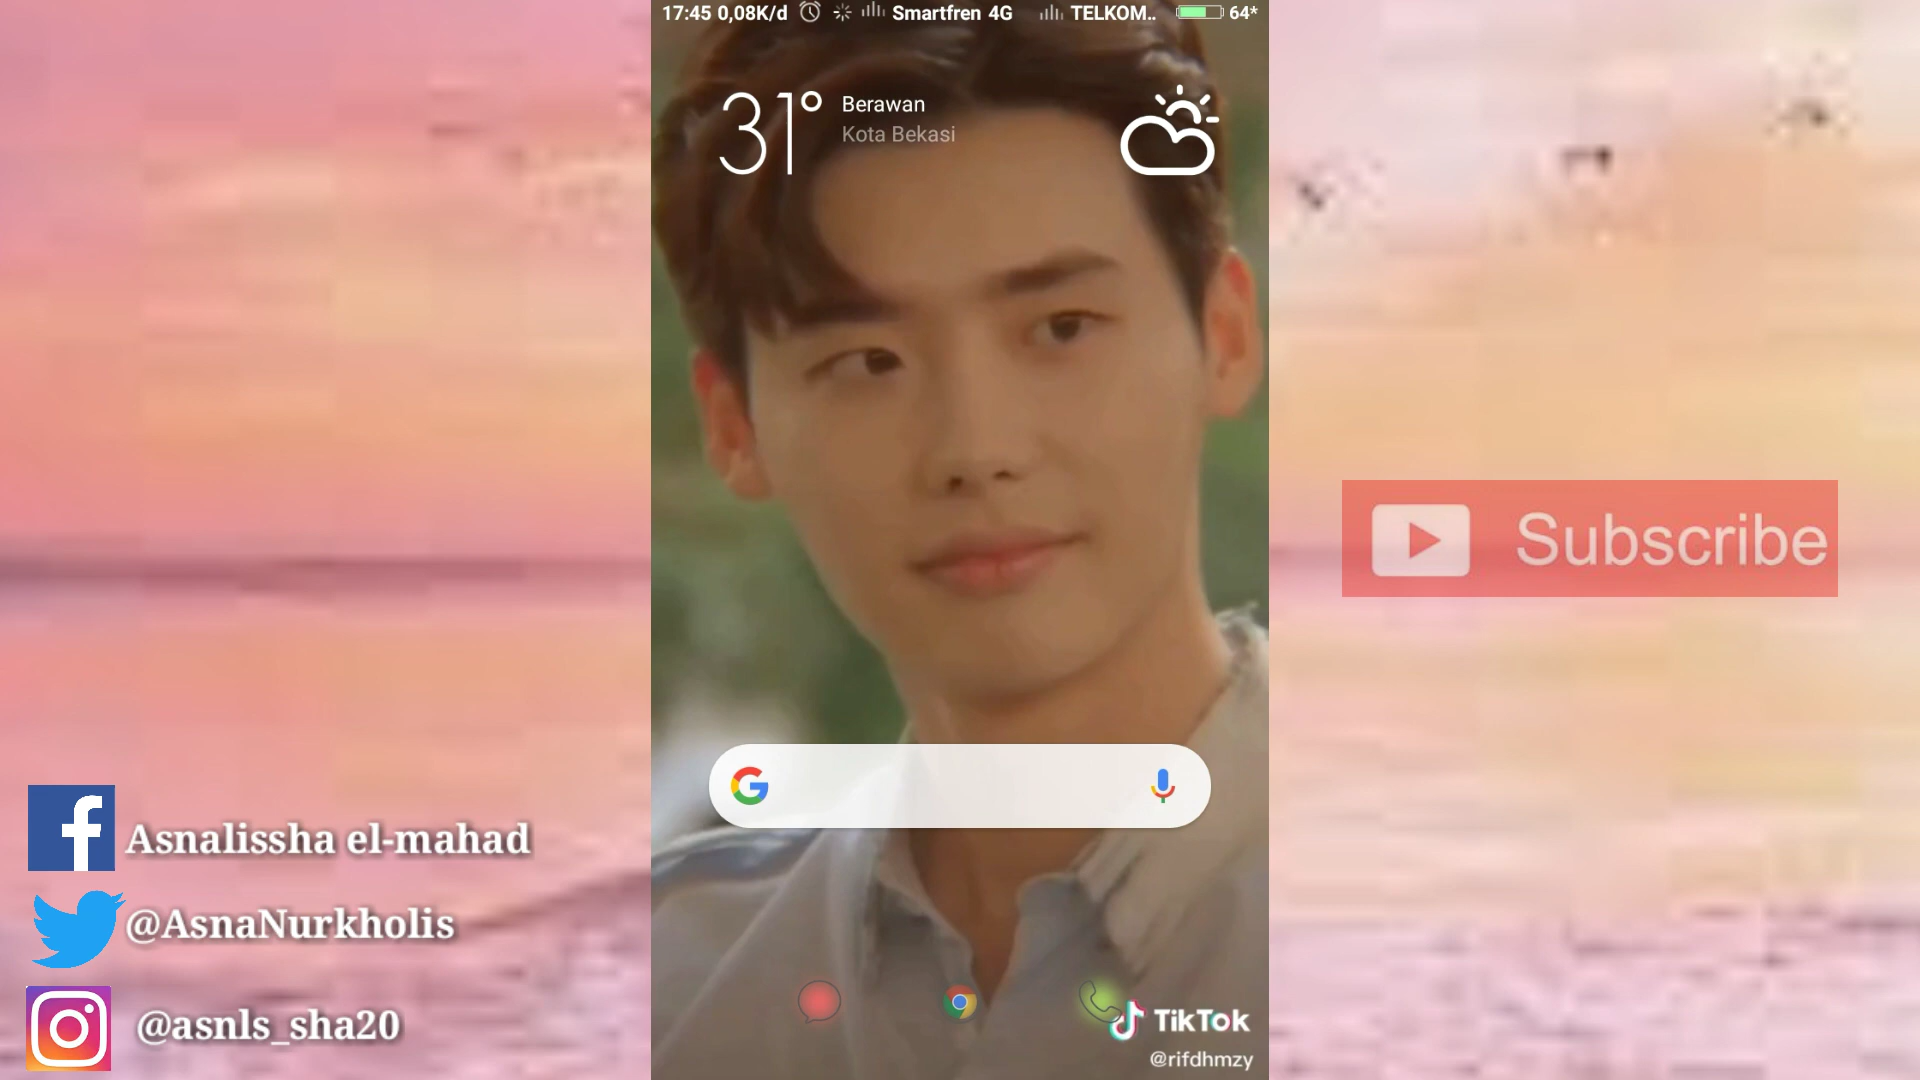 17:45 0,08K/d Smartfren 4G TELKOM.. 64*
31° Berawan
Kota Bekasi
Subscribe
Asnalissha el-mahad
@AsnaNurkholis
@asnls_sha20
TikTok
@rifdhmzy